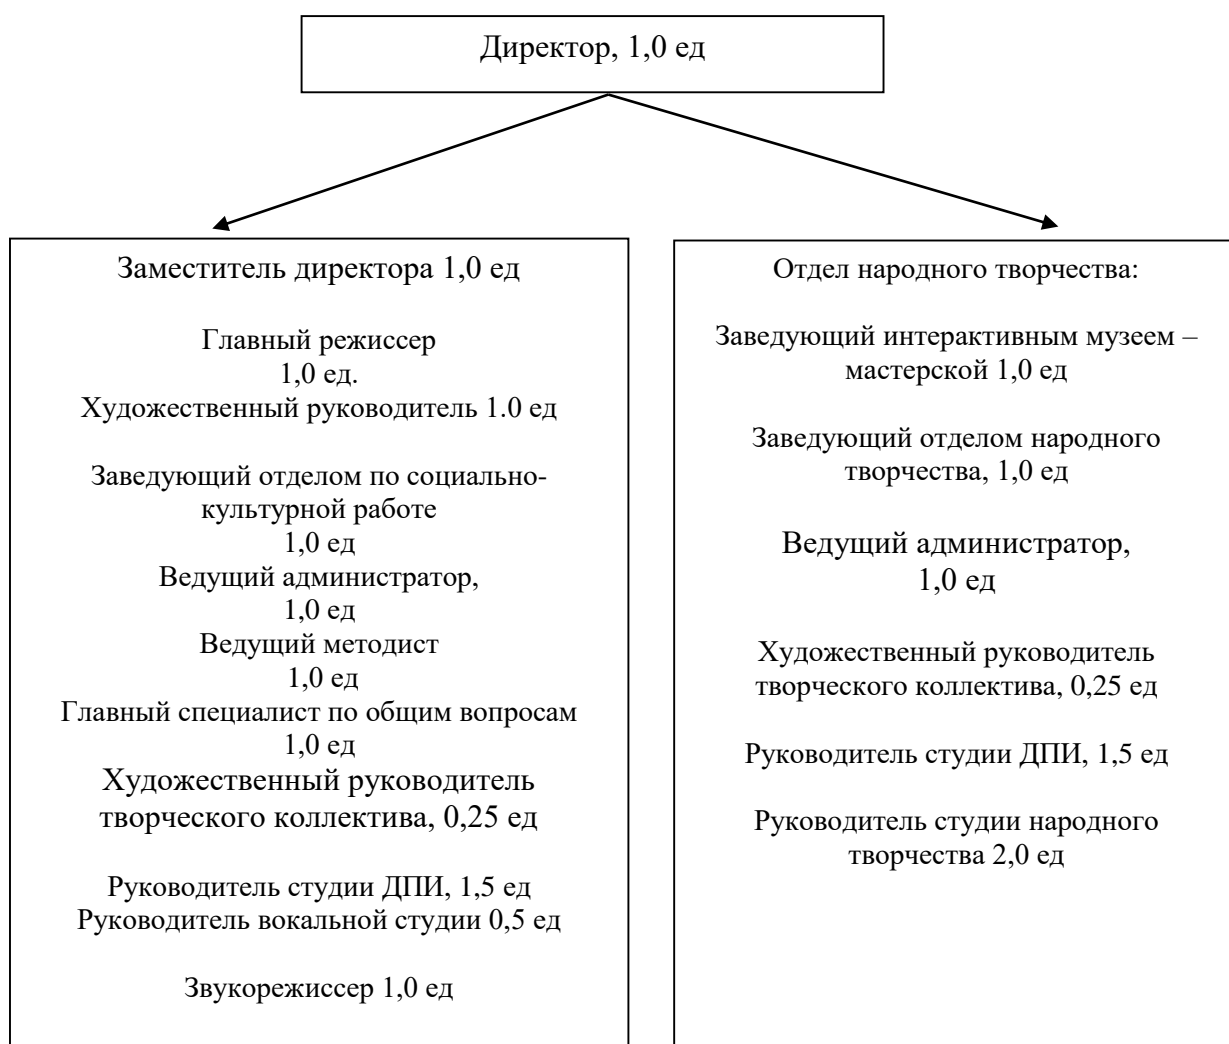 Директор, 1,0 ед
Заместитель директора 1,0 ед
Главный режиссер
1,0 ед.
Художественный руководитель 1.0 ед
Заведующий отделом по социально-
культурной работе
1,0 ед
Ведущий администратор,
1,0 ед
Ведущий методист
1,0 ед
Главный специалист по общим вопросам
1,0 ед
Художественный руководитель
творческого коллектива, 0,25 ед
Руководитель студии ДПИ, 1,5 ед
Руководитель вокальной студии 0,5 ед
Звукорежиссер 1,0 ед
Отдел народного творчества:
Заведующий интерактивным музеем –
мастерской 1,0 ед
Заведующий отделом народного
творчества, 1,0 ед
Ведущий администратор,
1,0 ед
Художественный руководитель
творческого коллектива, 0,25 ед
Руководитель студии ДПИ, 1,5 ед
Руководитель студии народного
творчества 2,0 ед